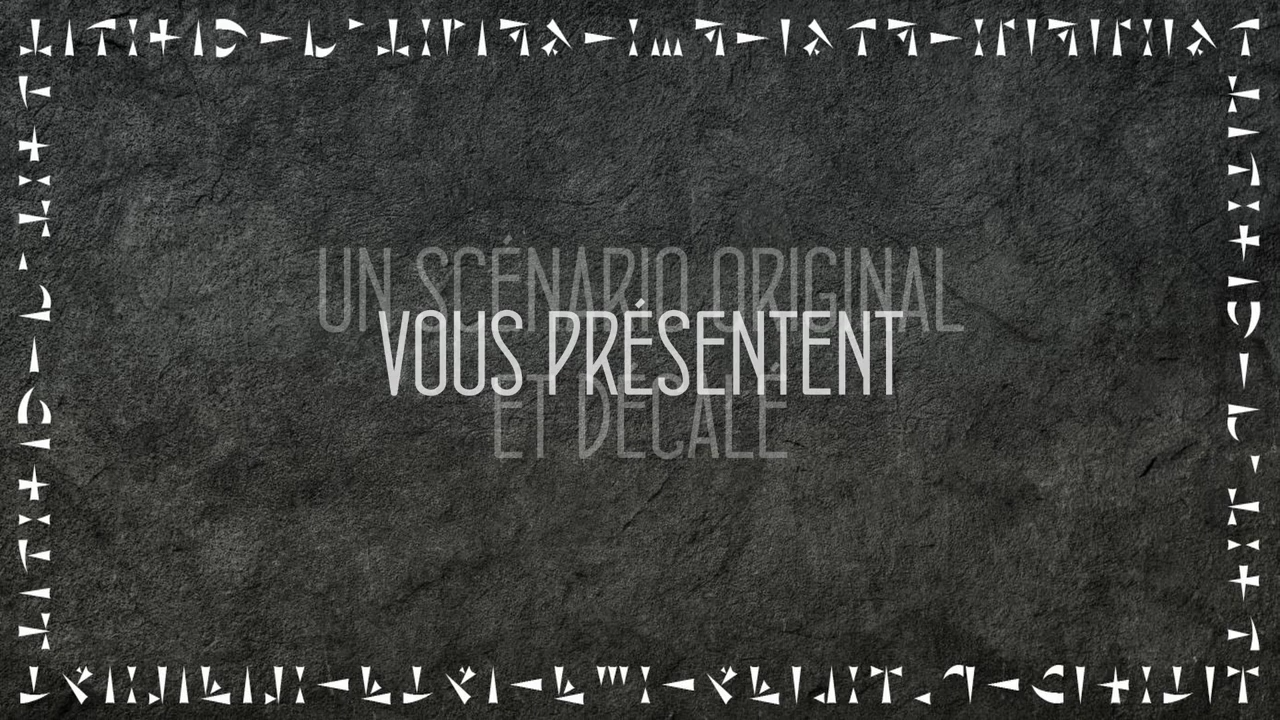 UN SCÉNARIO ORIGINAL
VOUS PRÉSENTENT
ET DÉCALÉ